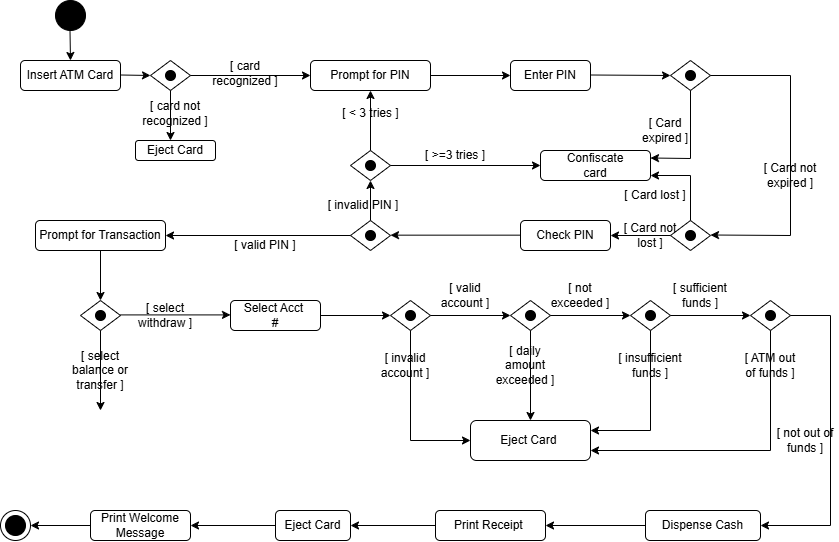 Insert ATM Card
[ card
recognized ]
Prompt for PIN
Enter PIN
[ card not
recognized ]
[ < 3 tries ]
Eject Card
[ Card
expired ]
[ >=3 tries ]
Confiscate
card
[ Card not
expired ]
[ invalid PIN ]
[ Card lost ]
Prompt for Transaction
[ valid PIN ]
Check PIN
[ Card not
lost ]
[ select
withdraw ]
Select Acct
#
[ valid
account ]
[ not
exceeded ]
[ sufficient
funds ]
[ select
balance or
transfer ]
[ invalid
account ]
[ daily
amount
exceeded ]
[ insufficient
funds ]
[ ATM out
of funds ]
Eject Card
[ not out of
funds ]
Print Welcome
Message
Eject Card
Print Receipt
Dispense Cash